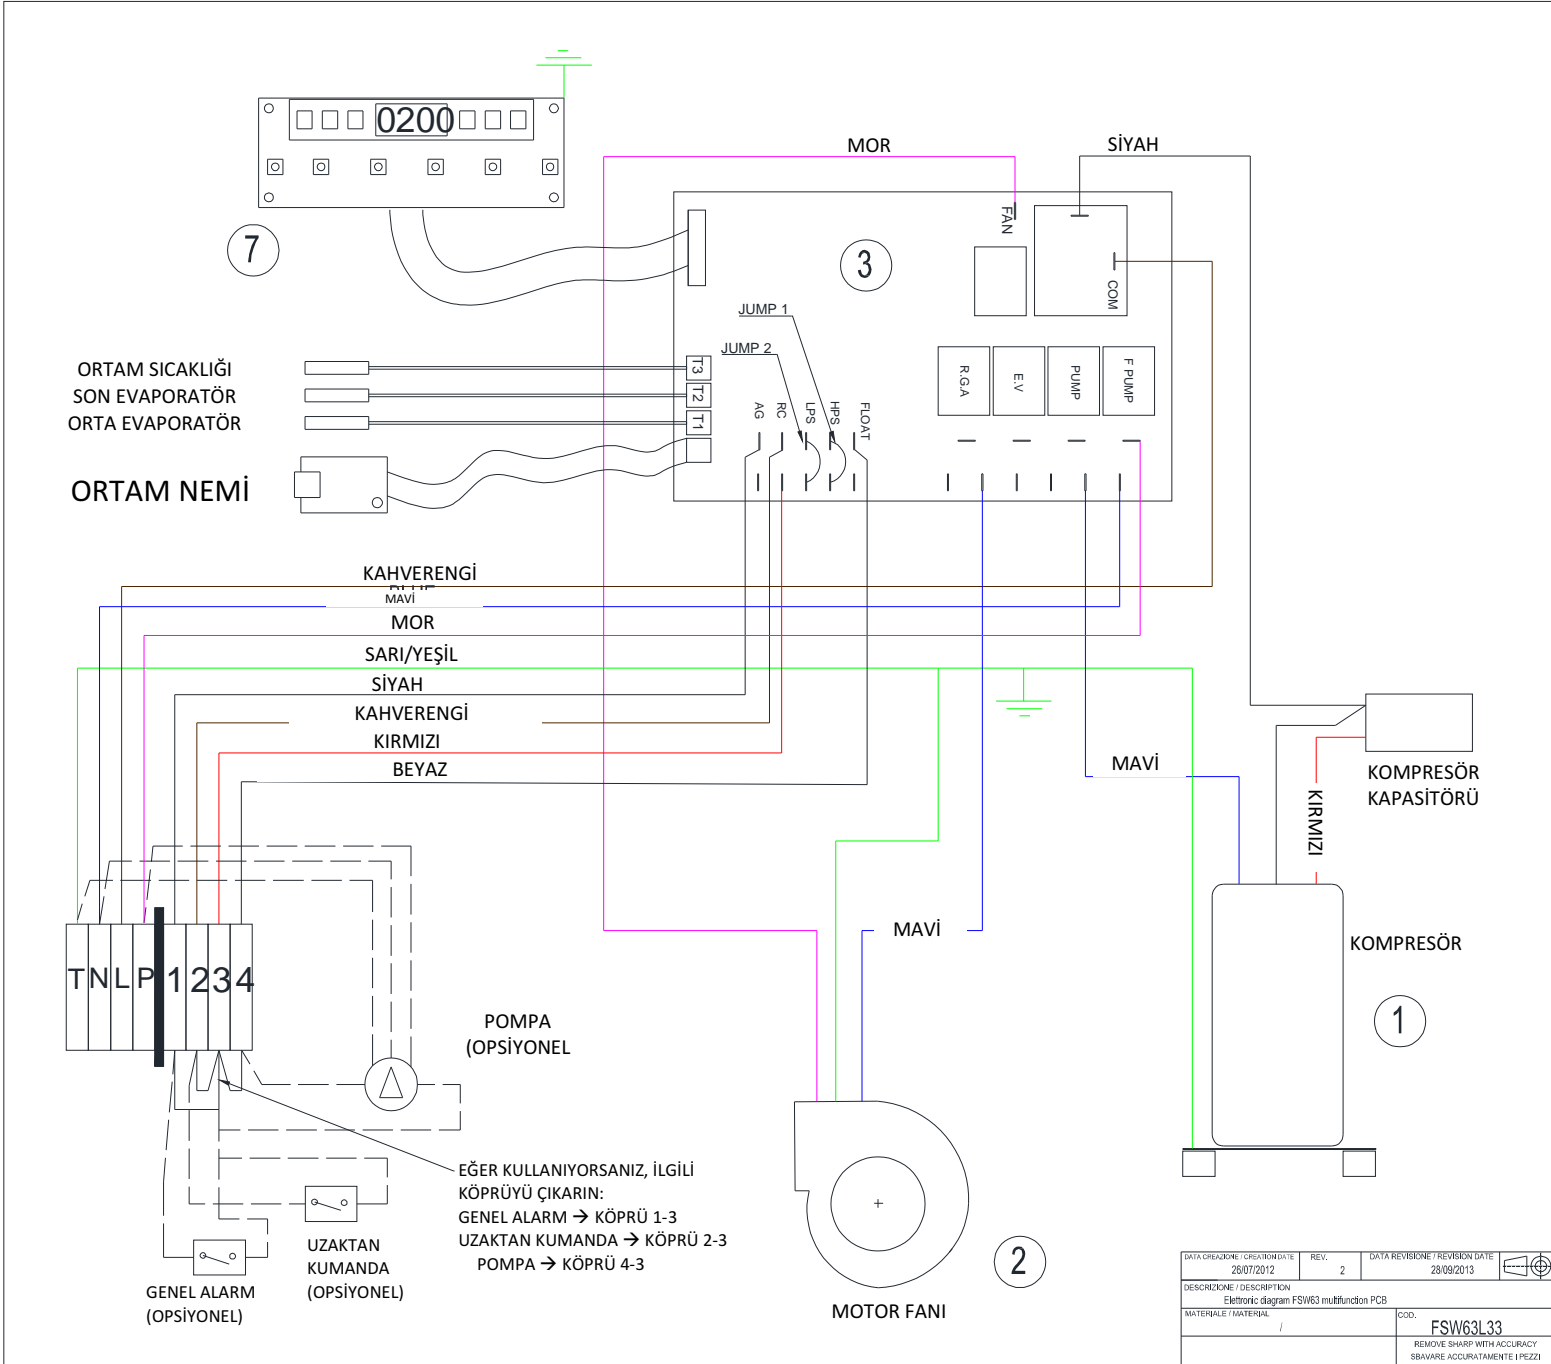 0200
7
MOR
SİYAH
FAN
COM
3
JUMP 1
JUMP 2
ORTAM SICAKLIĞI
SON EVAPORATÖR
ORTA EVAPORATÖR
ORTAM NEMİ
T3
T2
T1
AG
RC
LPS
HPS
FLOAT
R.G.A
E.V
PUMP
F PUMP
KAHVERENGİ
MAVİ
MOR
SARI/YEŞİL
SİYAH
KAHVERENGİ
KIRMIZI
BEYAZ
MAVİ
KOMPRESÖR
KAPASİTÖRÜ
KIRMIZI
MAVİ
KOMPRESÖR
1
T N L P 1 2 3 4
POMPA
(OPSİYONEL
EĞER KULLANIYORSANIZ, İLGİLİ
KÖPRÜYÜ ÇIKARIN:
GENEL ALARM → KÖPRÜ 1-3
UZAKTAN KUMANDA → KÖPRÜ 2-3
POMPA → KÖPRÜ 4-3
UZAKTAN
KUMANDA
(OPSİYONEL)
GENEL ALARM
(OPSİYONEL)
2
MOTOR FANI
DATA CREAZIONE / CREATION DATE
26/07/2012
REV.
2
DATA REVISIONE / REVISION DATE
28/09/2013
DESCRIZIONE / DESCRIPTION
Elettronic diagram FSW63 multifunction PCB
MATERIALE / MATERIAL
/
COD.
FSW63L33
REMOVE SHARP WITH ACCURACY
SBAVARE ACCURATAMENTE I PEZZI